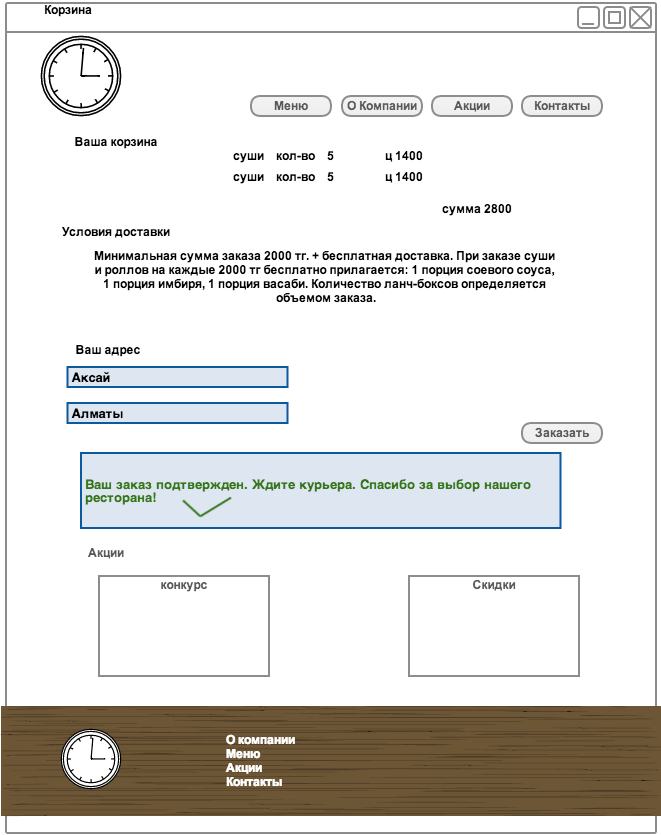 Корзина
Меню
О Компании
Акции
Контакты
Ваша корзина
суши кол-во 5 ц 1400
суши кол-во 5 ц 1400
сумма 2800
Условия доставки
Минимальная сумма заказа 2000 тг. + бесплатная доставка. При заказе суши
и роллов на каждые 2000 тг бесплатно прилагается: 1 порция соевого соуса,
1 порция имбиря, 1 порция васаби. Количество ланч-боксов определяется
объемом заказа.
Ваш адрес
Аксай
Алматы
Заказать
Ваш заказ подтвержден. Ждите курьера. Спасибо за выбор нашего
ресторана!
Акции
конкурс
Скидки
О компании
Меню
Акции
Контакты